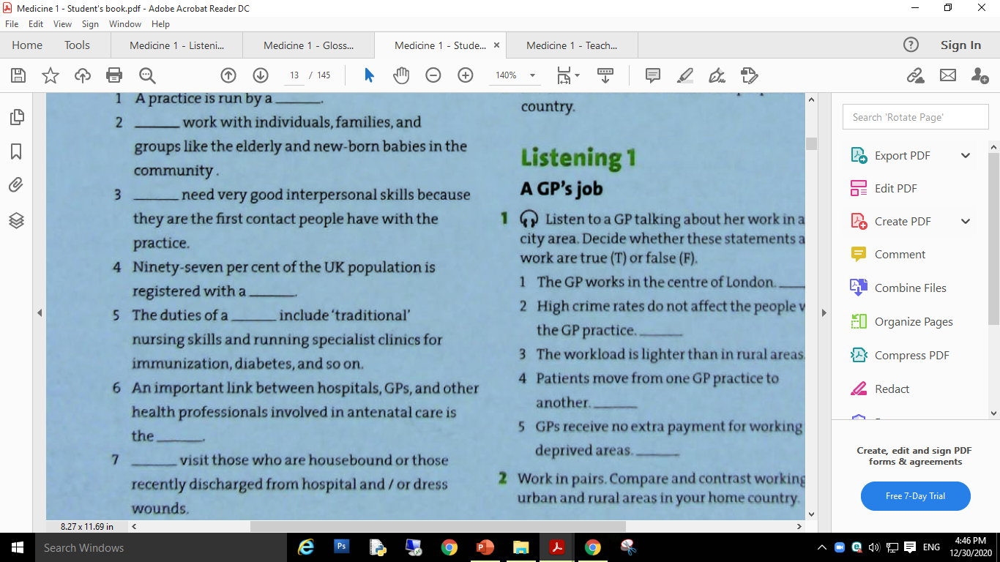 Medicine 1 - Student's book.pdf - Adobe Acrobat Reader DC
File Edit View Sign Window Help
Home Tools Medicine 1 - Listeni... Medicine 1 - Gloss... Medicine 1 - Stude... × Medicine 1 - Teach... ? Sign In
13 / 145 140%
1 A practice is run by a ______.
2 ______ work with individuals, families, and
groups like the elderly and new-born babies in the
community .
3 ______ need very good interpersonal skills because
they are the first contact people have with the
practice.
4 Ninety-seven per cent of the UK population is
registered with a ______.
5 The duties of a ______ include 'traditional'
nursing skills and running specialist clinics for
immunization, diabetes, and so on.
6 An important link between hospitals, GPs, and other
health professionals involved in antenatal care is
the ______.
7 ______ visit those who are housebound or those
recently discharged from hospital and / or dress
wounds.
country.
Listening 1
A GP's job
1 Listen to a GP talking about her work in a
city area. Decide whether these statements a
work are true (T) or false (F).
1 The GP works in the centre of London. ____
2 High crime rates do not affect the people
the GP practice. ______
3 The workload is lighter than in rural areas.
4 Patients move from one GP practice to
another. ______
5 GPs receive no extra payment for working
deprived areas. ______
2 Work in pairs. Compare and contrast working
urban and rural areas in your home country.
Search 'Rotate Page'
Export PDF
Edit PDF
Create PDF
Comment
Combine Files
Organize Pages
Compress PDF
Redact
Create, edit and sign PDF
forms & agreements
Free 7-Day Trial
8.27 x 11.69 in
Search Windows
Ps
ENG
4:46 PM
12/30/2020